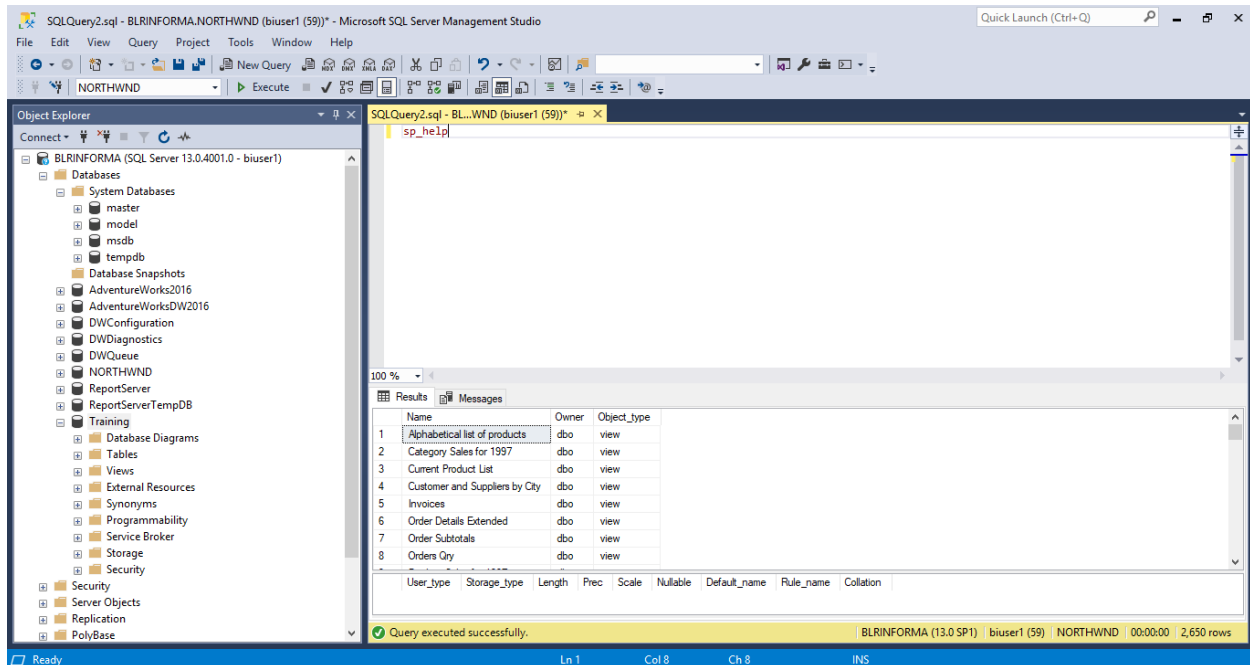 SQLQuery2.sql - BLRINFORMA.NORTHWND (biuser1 (59))* - Microsoft SQL Server Management Studio
Quick Launch (Ctrl+Q)
File Edit View Query Project Tools Window Help
New Query MDX DMX XMLA DAX
NORTHWND Execute
Object Explorer
Connect
BLRINFORMA (SQL Server 13.0.4001.0 - biuser1)
Databases
System Databases
master
model
msdb
tempdb
Database Snapshots
AdventureWorks2016
AdventureWorksDW2016
DWConfiguration
DWDiagnostics
DWQueue
NORTHWND
ReportServer
ReportServerTempDB
Training
Database Diagrams
Tables
Views
External Resources
Synonyms
Programmability
Service Broker
Storage
Security
Security
Server Objects
Replication
PolyBase
SQLQuery2.sql - BL...WND (biuser1 (59))*
sp_help
100 %
Results Messages
Name Owner Object_type
1 Alphabetical list of products dbo view
2 Category Sales for 1997 dbo view
3 Current Product List dbo view
4 Customer and Suppliers by City dbo view
5 Invoices dbo view
6 Order Details Extended dbo view
7 Order Subtotals dbo view
8 Orders Qry dbo view
User_type Storage_type Length Prec Scale Nullable Default_name Rule_name Collation
Query executed successfully.
BLRINFORMA (13.0 SP1) biuser1 (59) NORTHWND 00:00:00 2,650 rows
Ready Ln 1 Col 8 Ch 8 INS